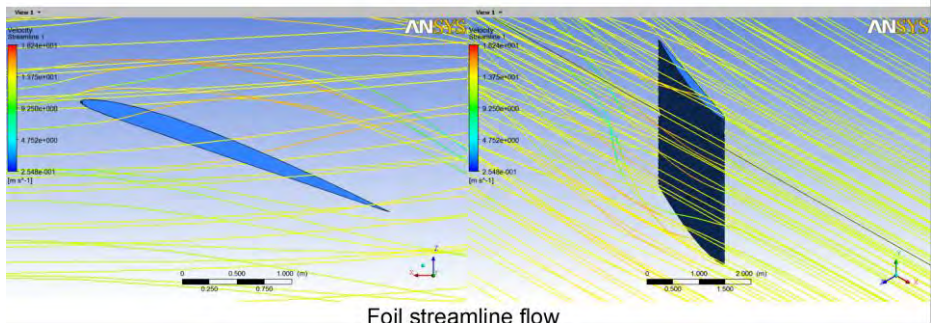 View 1
ANSYS
Velocity
Streamline 1
1.824e+001
1.375e+001
9.250e+000
4.752e+000
2.548e-001
[m s^-1]
0 0.500 1.000 (m)
0.250 0.750
X
Z
View 1
ANSYS
Velocity
Streamline 1
1.824e+001
1.375e+001
9.250e+000
4.752e+000
2.548e-001
[m s^-1]
0 1.000 2.000 (m)
0.500 1.500
Foil streamline flow